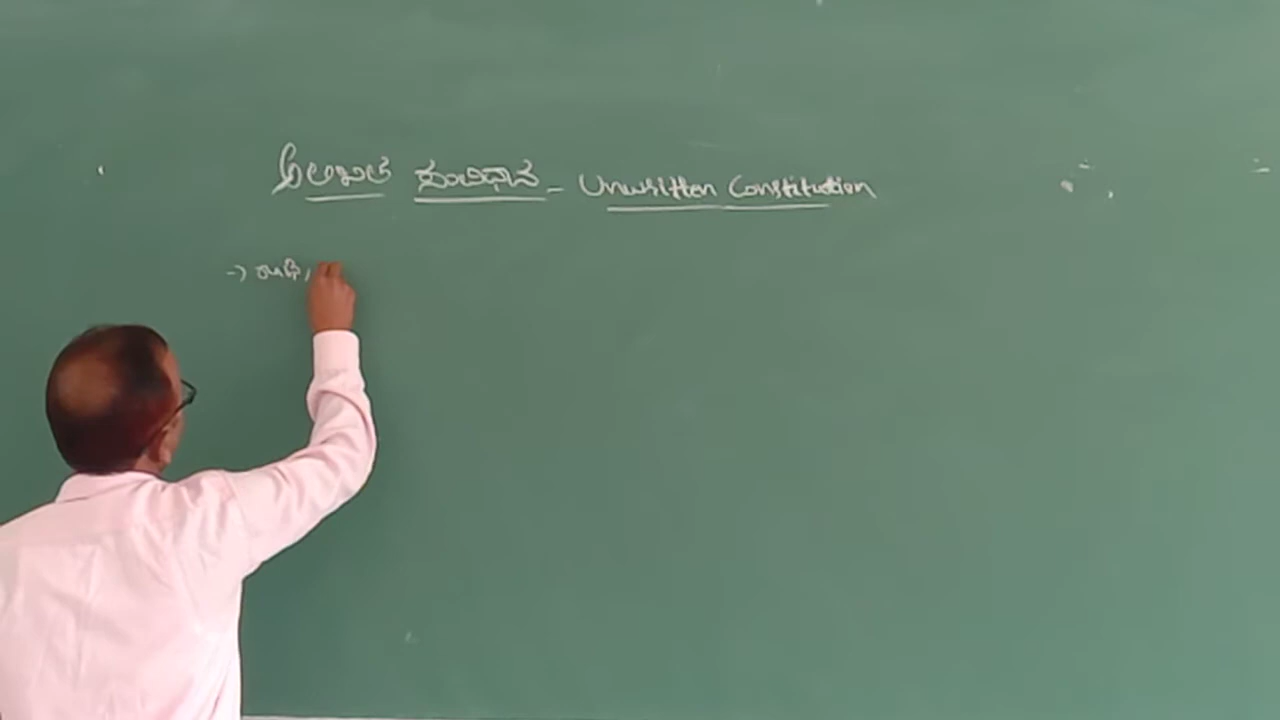 ಅಲಿಖಿತ ಸಂವಿಧಾನ - Unwritten Constitution
→ ರೂಢಿ,